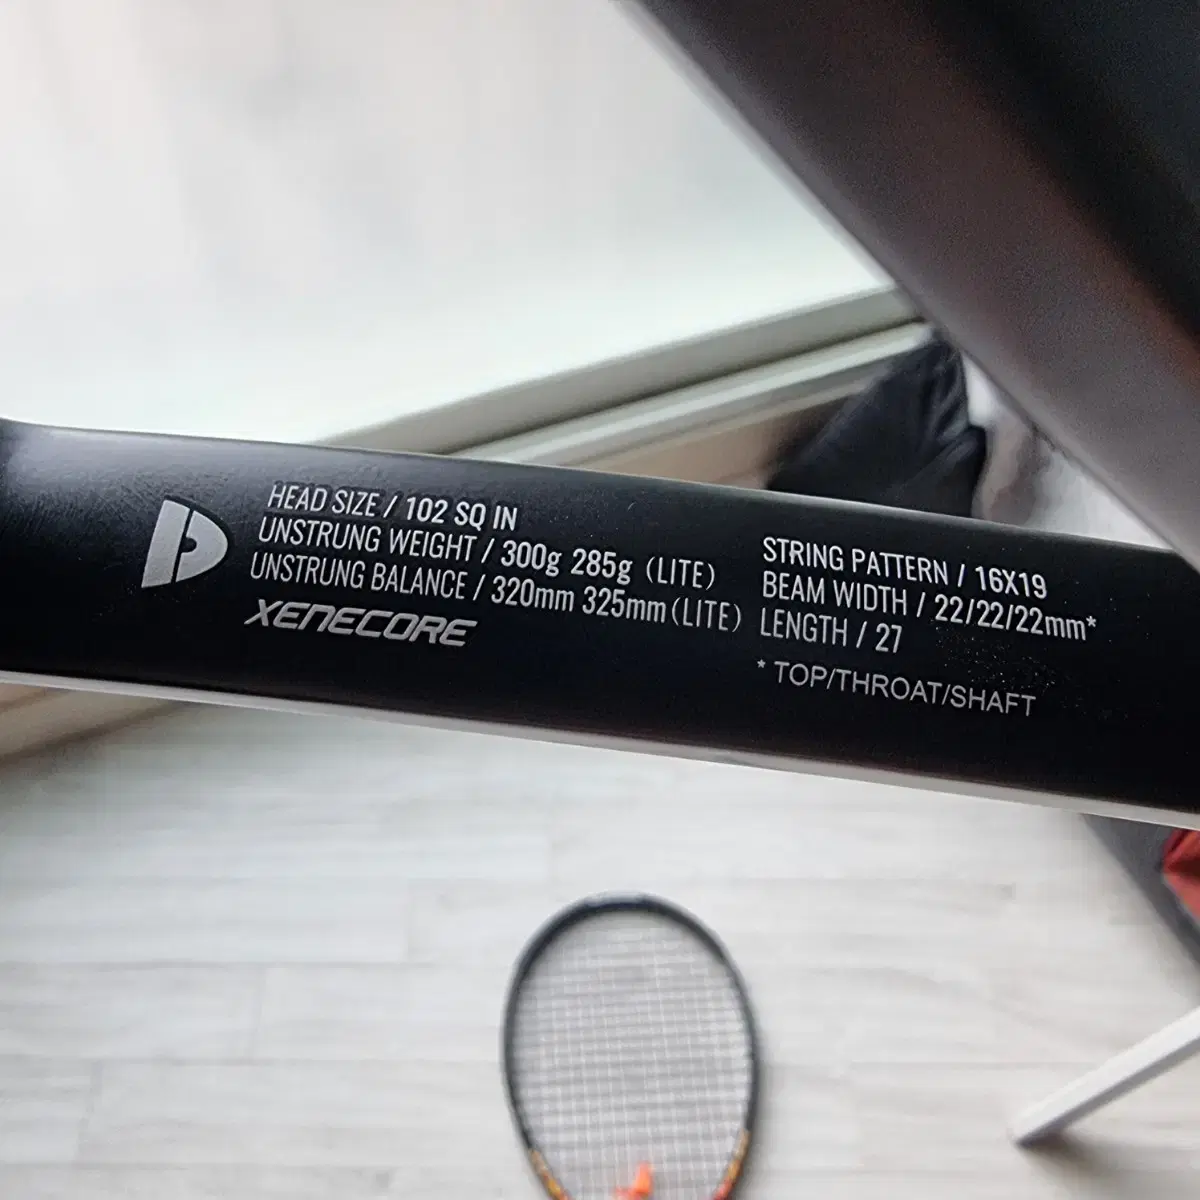 HEAD SIZE / 102 SQ IN
UNSTRUNG WEIGHT / 300g 285g (LITE)
UNSTRUNG BALANCE / 320mm 325mm(LITE)
XENECORE
STRING PATTERN / 16X19
BEAM WIDTH / 22/22/22mm*
LENGTH / 27
* TOP/THROAT/SHAFT